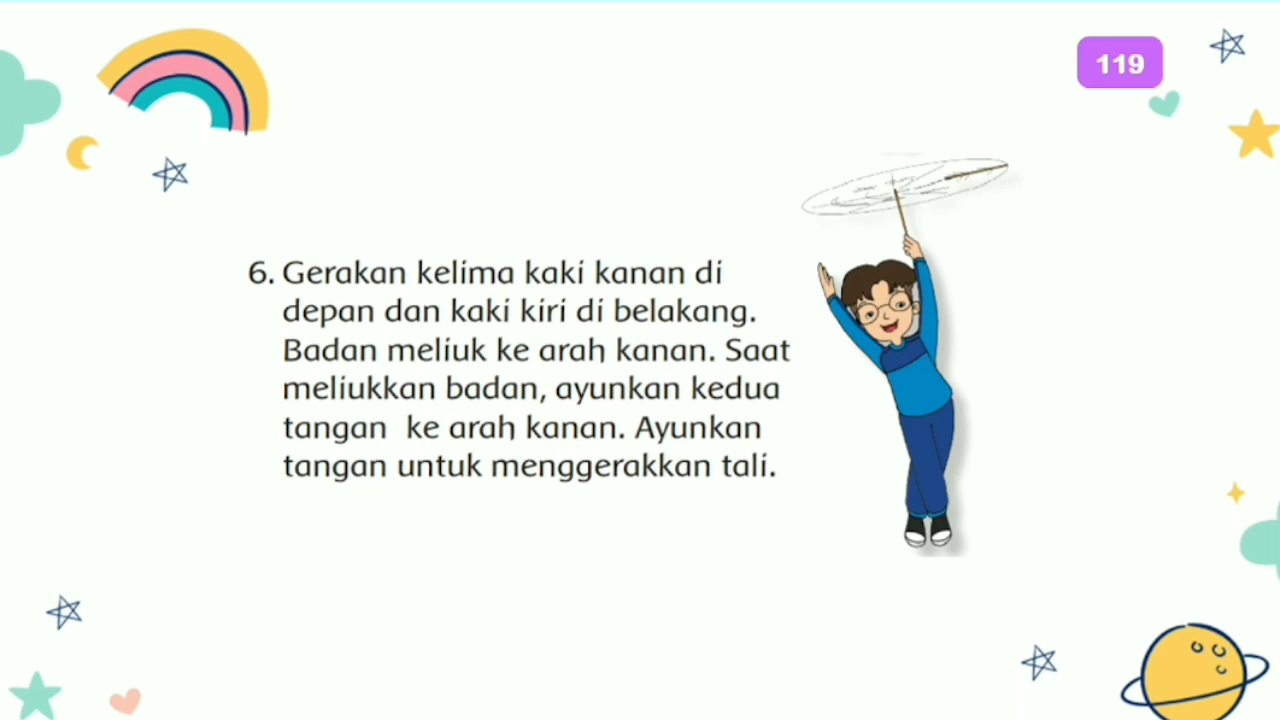 119
6. Gerakan kelima kaki kanan di
depan dan kaki kiri di belakang.
Badan meliuk ke arah kanan. Saat
meliukkan badan, ayunkan kedua
tangan ke arah kanan. Ayunkan
tangan untuk menggerakkan tali.